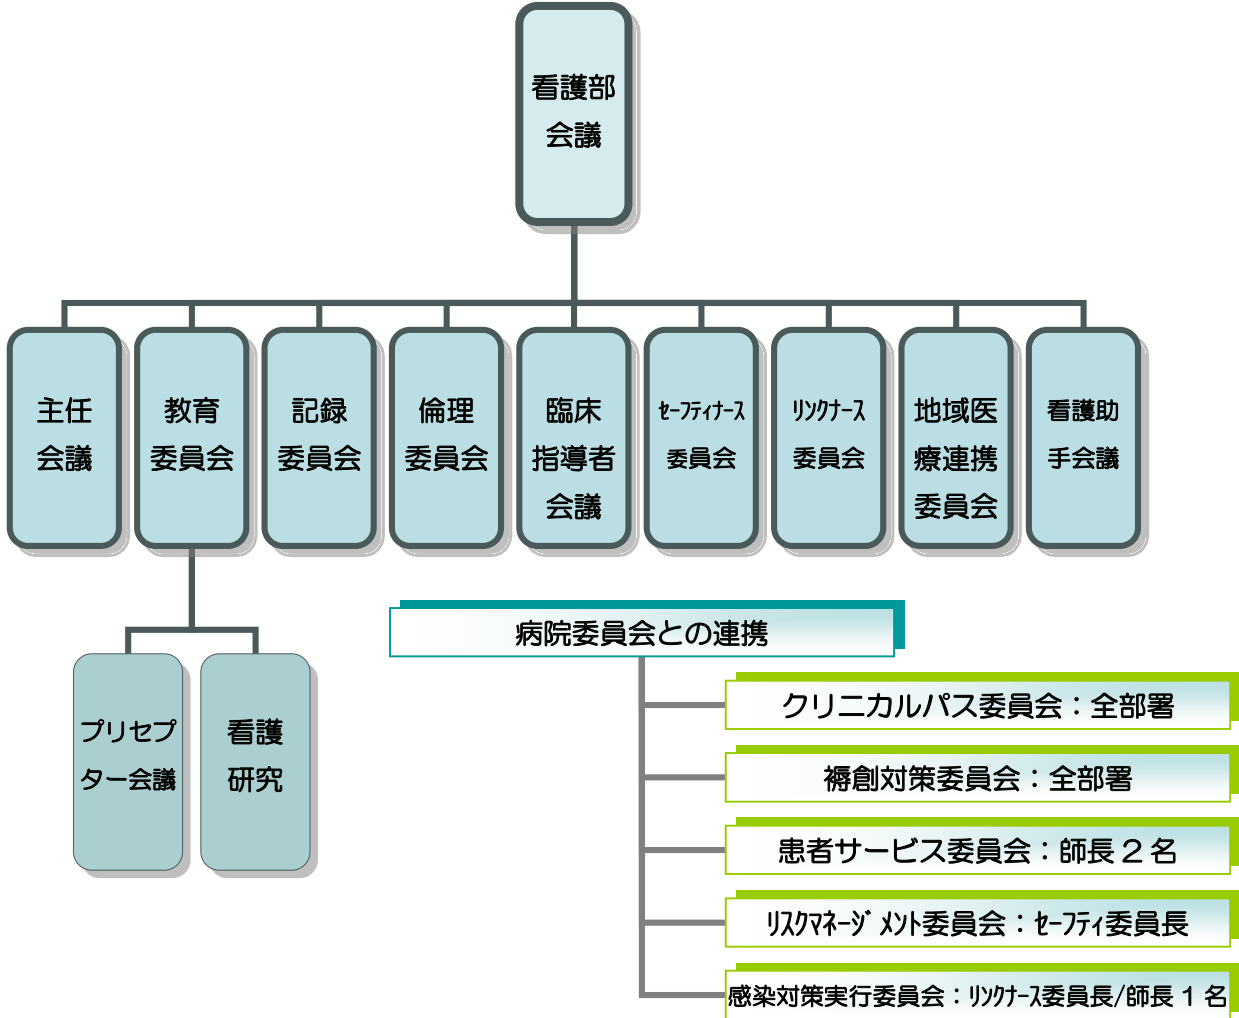 看護部
会議
主任
会議
教育
委員会
記録
委員会
倫理
委員会
臨床
指導者
会議
ｾｰﾌﾃｨﾅｰｽ
委員会
ﾘﾝｸﾅｰｽ
委員会
地域医
療連携
委員会
看護助
手会議
プリセプ
ター会議
看護
研究
病院委員会との連携
クリニカルパス委員会：全部署
褥創対策委員会：全部署
患者サービス委員会：師長２名
ﾘｽｸﾏﾈｰｼﾞﾒﾝﾄ委員会：ｾｰﾌﾃｨ委員長
感染対策実行委員会：ﾘﾝｸﾅｰｽ委員長/師長１名